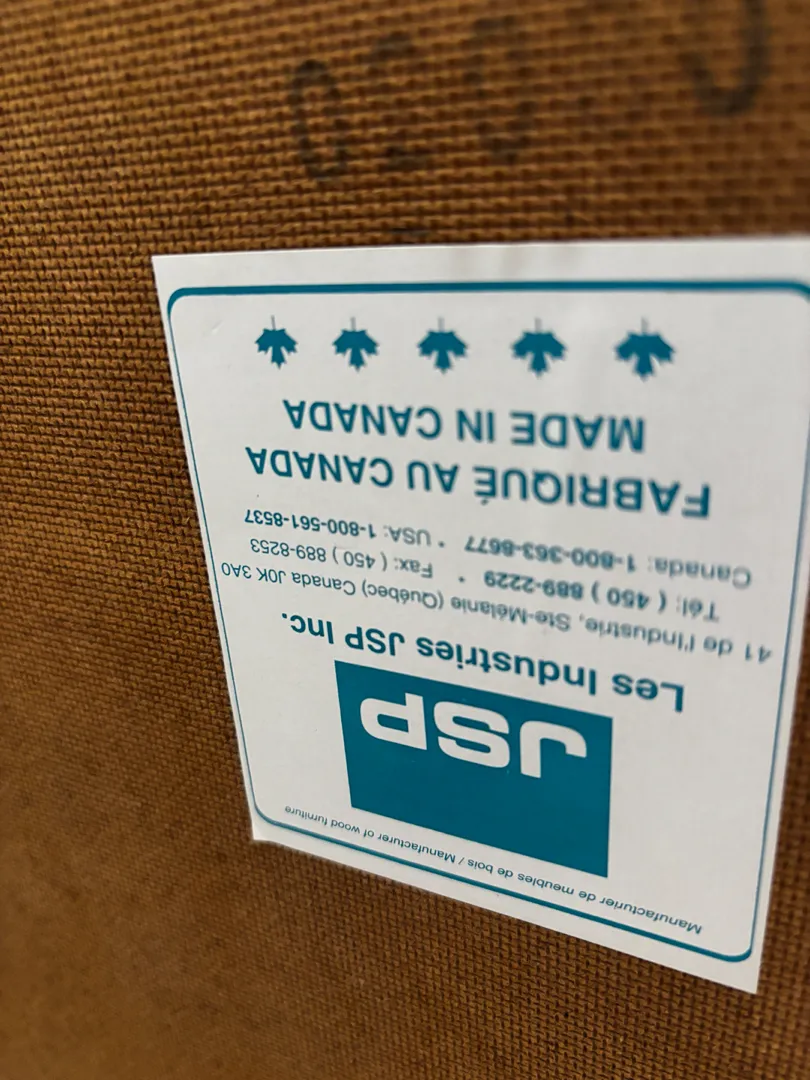 Manufacturier de meubles de bois / Manufacturer of wood furniture
JSP
Les Industries JSP Inc.
41 de l'Industrie, Ste-Mélanie (Québec) Canada J0K 3A0
Tél: ( 450 ) 889-2229 • Fax: ( 450 ) 889-8253
Canada: 1-800-363-8677 • USA: 1-800-561-8537
FABRIQUÉ AU CANADA
MADE IN CANADA